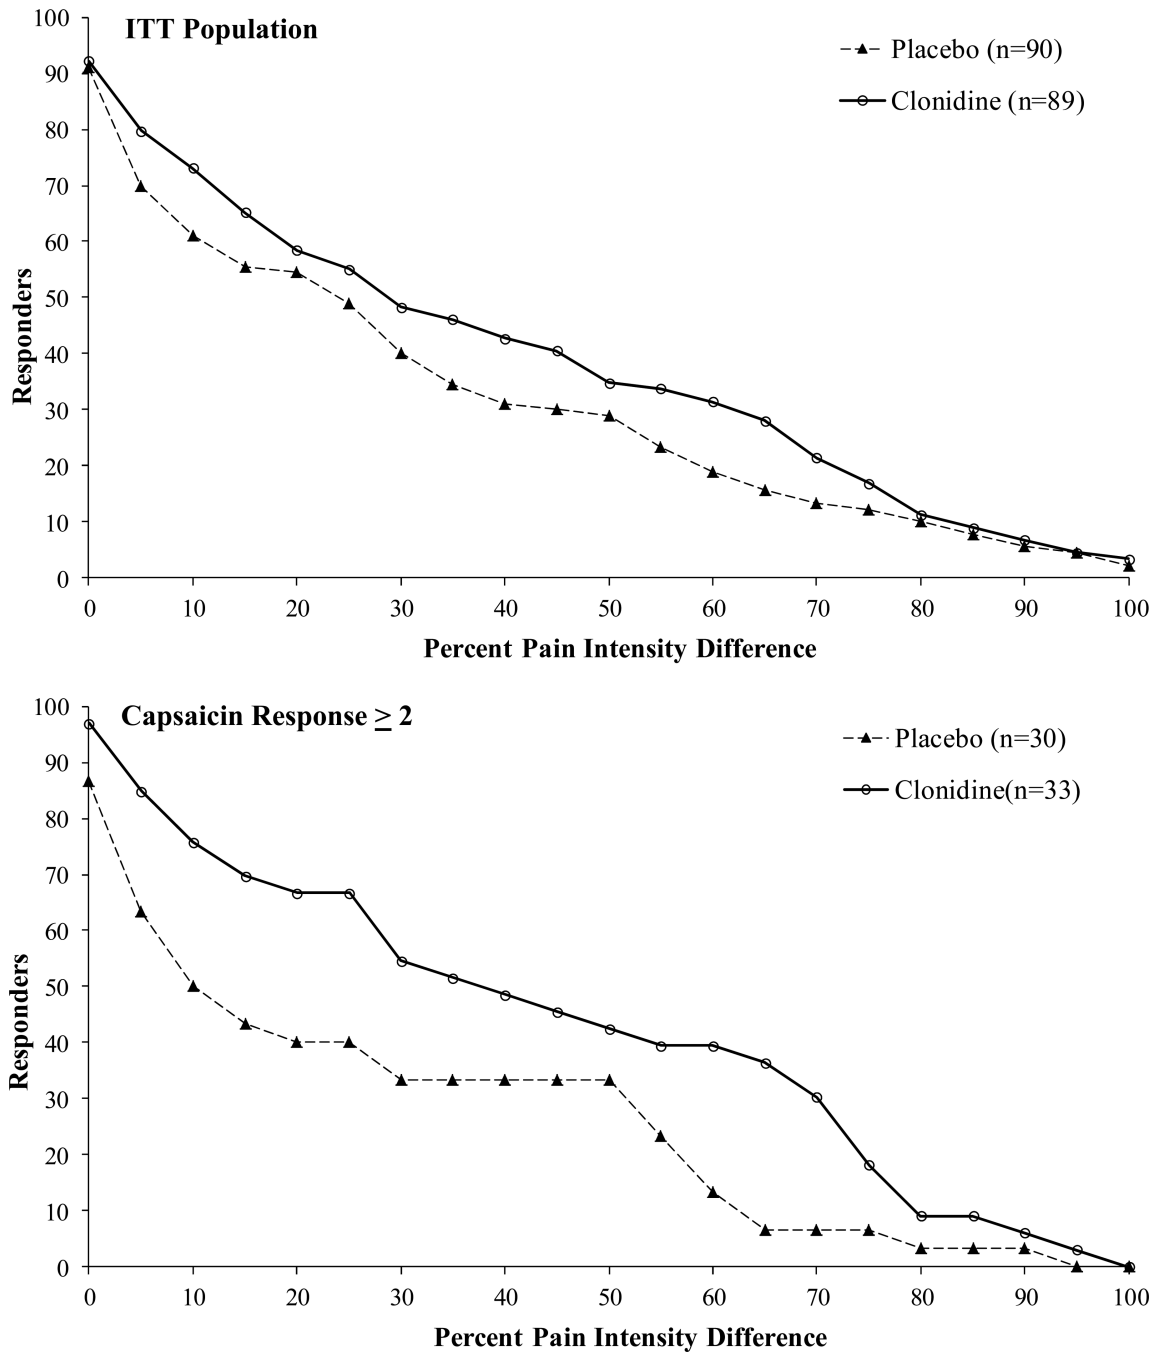 ITT Population
Placebo (n=90)
Clonidine (n=89)
Responders
100
90
80
70
60
50
40
30
20
10
0
0 10 20 30 40 50 60 70 80 90 100
Percent Pain Intensity Difference
Capsaicin Response ≥ 2
Placebo (n=30)
Clonidine(n=33)
Responders
100
90
80
70
60
50
40
30
20
10
0
0 10 20 30 40 50 60 70 80 90 100
Percent Pain Intensity Difference